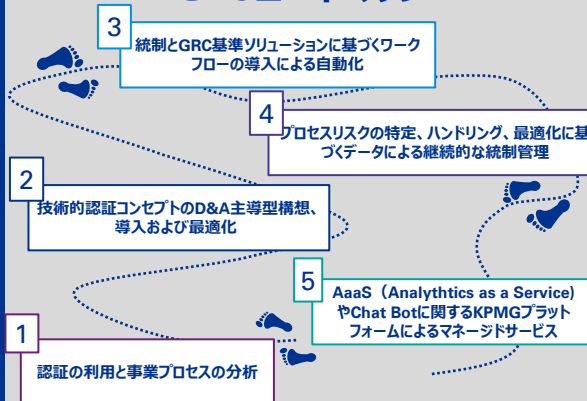 3
統制とGRC基準ソリューションに基づくワーク
フローの導入による自動化
4
プロセスリスクの特定、ハンドリング、最適化に基
づくデータによる継続的な統制管理
2
技術的認証コンセプトのD&A主導型構想、
導入および最適化
5
AaaS（Analythtics as a Service)
やChat Botに関するKPMGプラット
フォームによるマネージドサービス
1
認証の利用と事業プロセスの分析